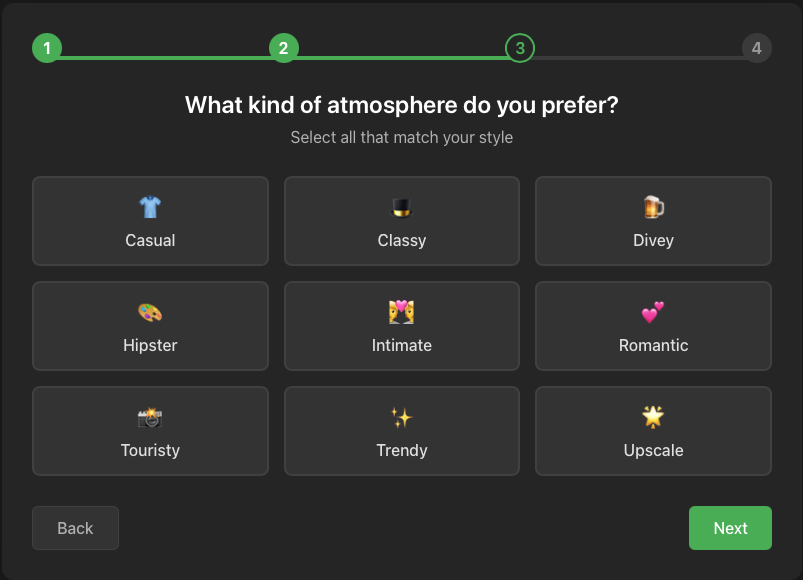 1 2 3 4
What kind of atmosphere do you prefer?
Select all that match your style
Casual Classy Divey
Hipster Intimate Romantic
Touristy Trendy Upscale
Back Next